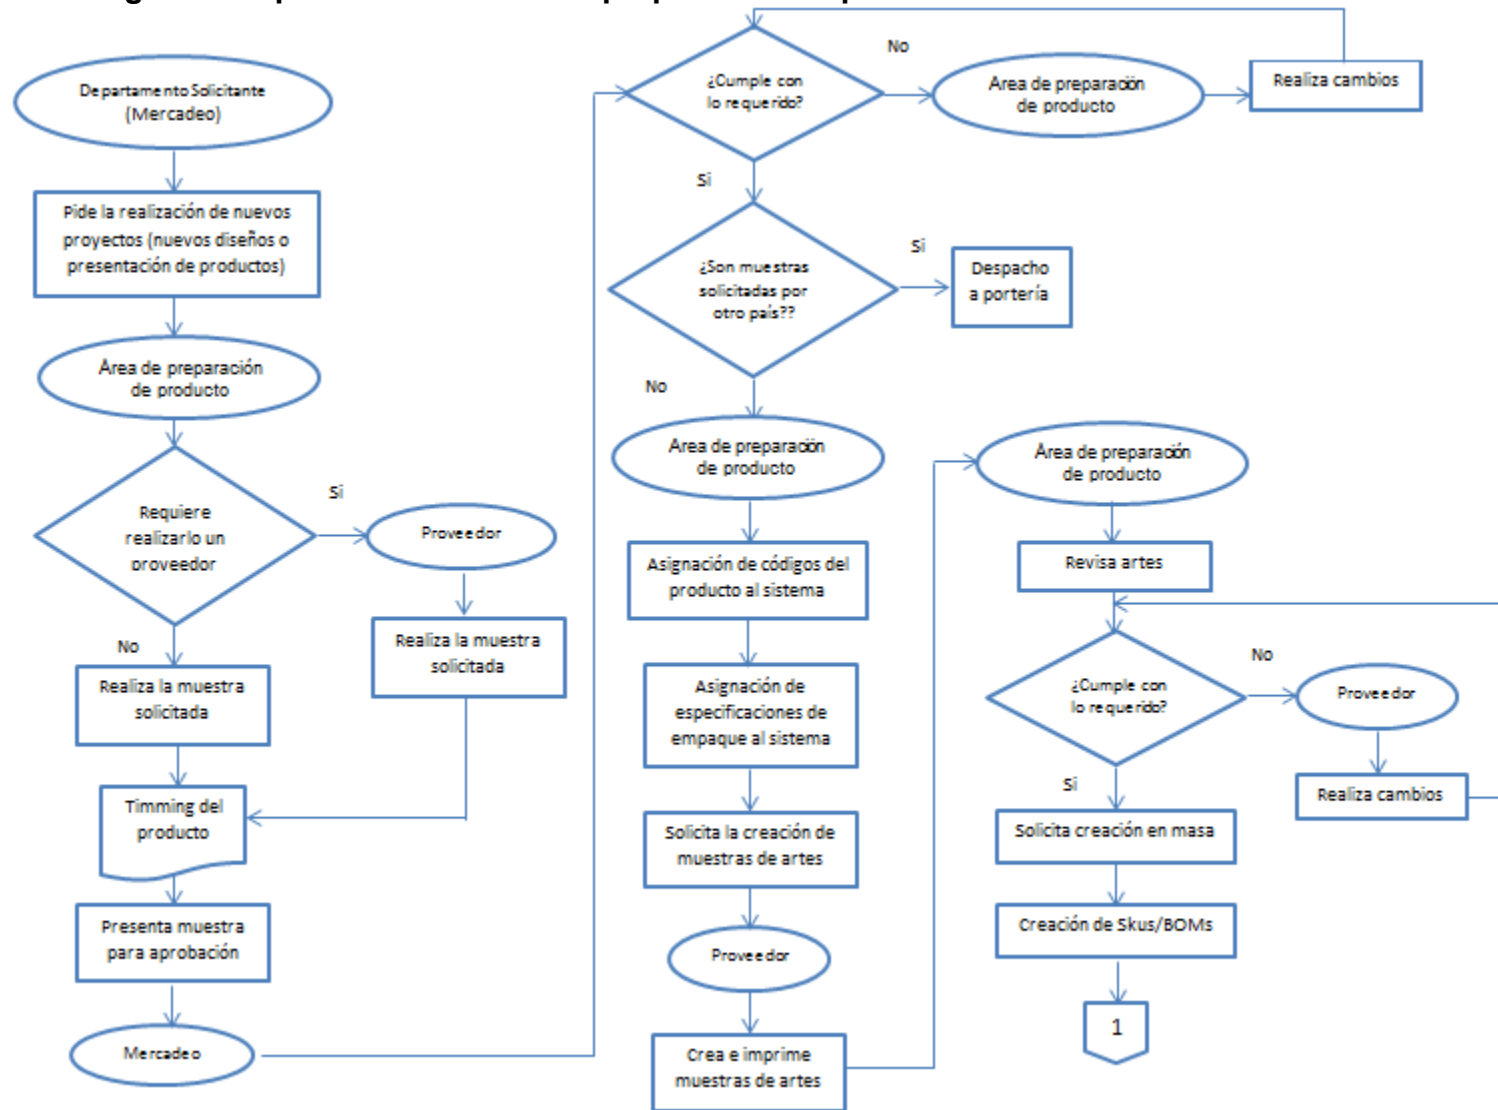 Departamento Solicitante
(Mercadeo)
Pide la realización de nuevos
proyectos (nuevos diseños o
presentación de productos)
Área de preparación
de producto
Requiere
realizarlo un
proveedor
Si
Proveedor
Realiza la muestra
solicitada
No
Realiza la muestra
solicitada
Timming del
producto
Presenta muestra
para aprobación
Mercadeo
¿Cumple con
lo requerido?
No
Area de preparación
de producto
Realiza cambios
Si
¿Son muestras
solicitadas por
otro país??
Si
Despacho
a portería
No
Área de preparación
de producto
Asignación de códigos del
producto al sistema
Asignación de
especificaciones de
empaque al sistema
Solicita la creación de
muestras de artes
Proveedor
Crea e imprime
muestras de artes
Área de preparación
de producto
Revisa artes
¿Cumple con
lo requerido?
No
Proveedor
Realiza cambios
Si
Solicita creación en masa
Creación de Skus/BOMs
1